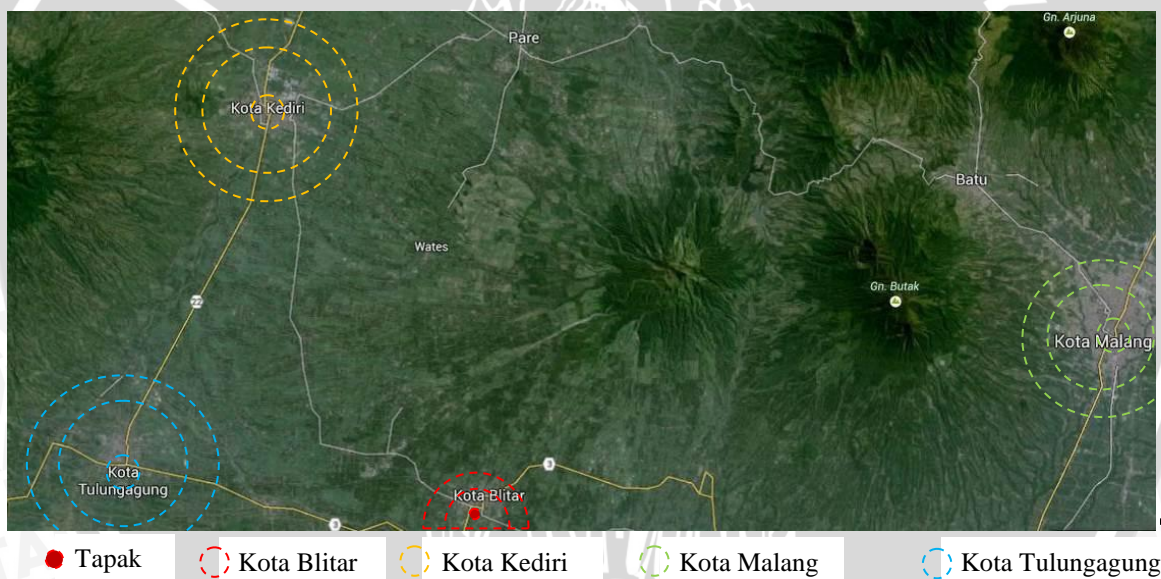 Gn. Arjuna
Pare
Kota Kediri
Batu
Wates
Gn. Butak
22
Kota Malang
Kota
Tulungagung
3
Kota Blitar
3
Tapak
Kota Blitar
Kota Kediri
Kota Malang
Kota Tulungagung